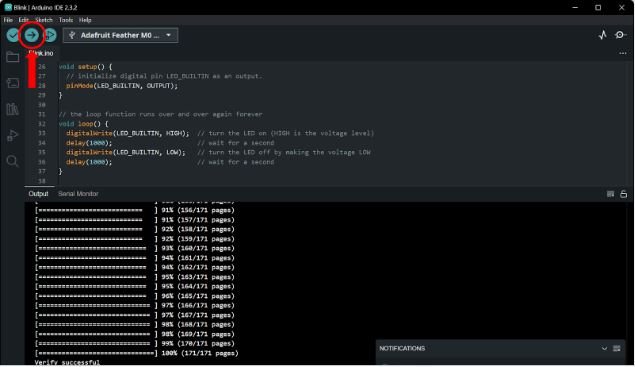 Blink | Arduino IDE 2.3.2
File Edit Sketch Tools Help
Adafruit Feather M0 ...
Blink.ino
26 void setup() {
27 // initialize digital pin LED_BUILTIN as an output.
28 pinMode(LED_BUILTIN, OUTPUT);
29 }
30
31 // the loop function runs over and over again forever
32 void loop() {
33 digitalWrite(LED_BUILTIN, HIGH); // turn the LED on (HIGH is the voltage level)
34 delay(1000); // wait for a second
35 digitalWrite(LED_BUILTIN, LOW); // turn the LED off by making the voltage LOW
36 delay(1000); // wait for a second
37 }
38
Output Serial Monitor
[========================== ] 91% (156/171 pages)
[========================== ] 91% (157/171 pages)
[========================== ] 92% (158/171 pages)
[========================== ] 92% (159/171 pages)
[============================ ] 93% (160/171 pages)
[============================ ] 94% (161/171 pages)
[============================ ] 94% (162/171 pages)
[============================ ] 95% (163/171 pages)
[============================ ] 95% (164/171 pages)
[============================ ] 96% (165/171 pages)
[============================= ] 97% (166/171 pages)
[============================= ] 97% (167/171 pages)
[============================= ] 98% (168/171 pages)
[============================= ] 98% (169/171 pages)
[============================= ] 99% (170/171 pages)
[==============================] 100% (171/171 pages)
Verify successful
NOTIFICATIONS